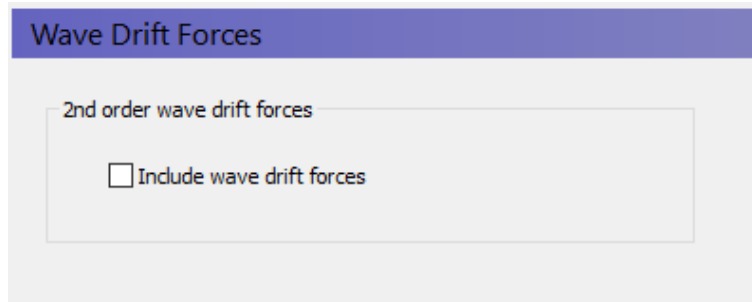 Wave Drift Forces
2nd order wave drift forces
Include wave drift forces